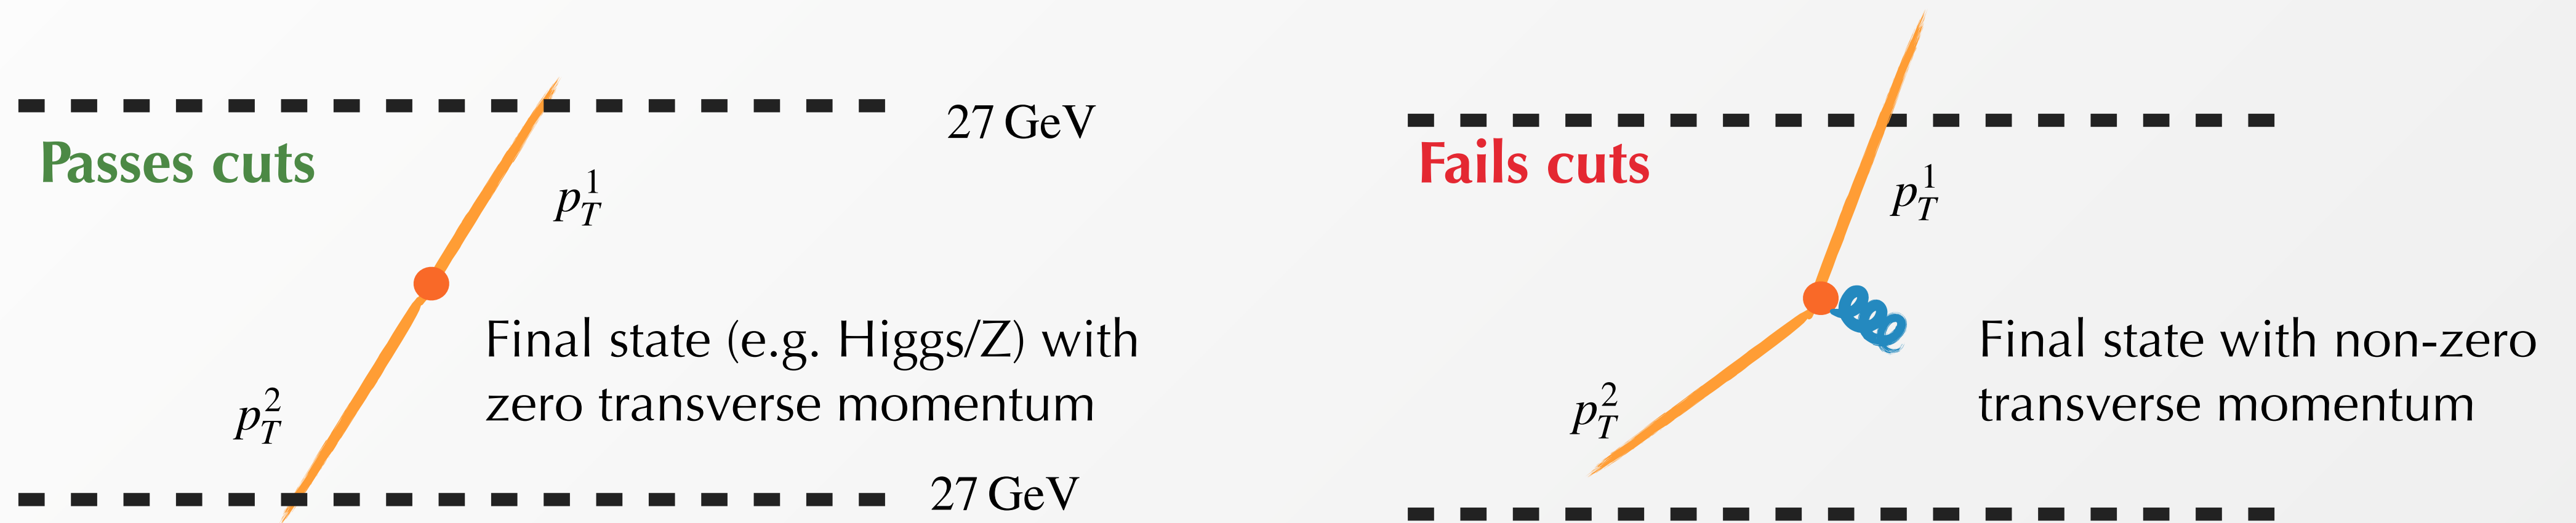 27 GeV
Passes cuts
p_T^1
Final state (e.g. Higgs/Z) with
zero transverse momentum
p_T^2
27 GeV
Fails cuts
p_T^1
Final state with non-zero
transverse momentum
p_T^2